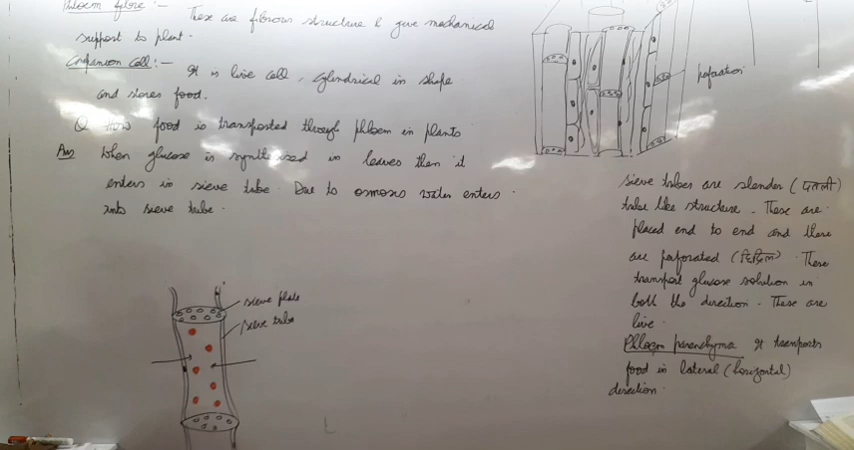 Phloem fibre :- These are fibrous structure & give mechanical
support to plant.
Companion Cell :- It is live cell, cylindrical in shape
and stores food.
Q How food is transported through phloem in plants
Ans When glucose is synthesized in leaves then it
enters in sieve tube. Due to osmosis water enters
into sieve tube.
sieve plate
sieve tube
perforation
sieve tubes are slender (पतली)
tube like structure. These are
placed end to end and there
are perforated These
transport glucose solution in
both the direction. These are
live.
Phloem parenchyma It transports
food in lateral (horizontal)
direction.